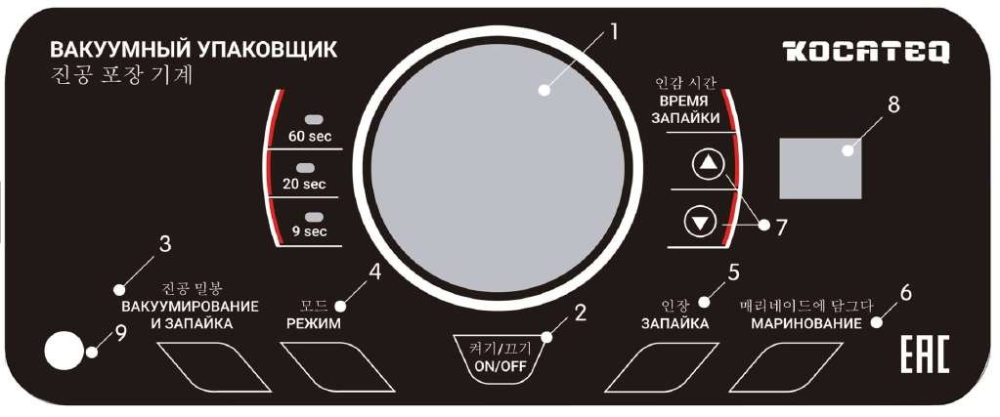 ВАКУУМНЫЙ УПАКОВЩИК
진공 포장 기계
KOCATEQ
1
인감 시간
ВРЕМЯ
ЗАПАЙКИ
8
60 sec
20 sec
9 sec
7
3
진공 밀봉
ВАКУУМИРОВАНИЕ
И ЗАПАЙКА
4
모드
РЕЖИМ
2
켜기/끄기
ON/OFF
5
인장
ЗАПАЙКА
6
매리네이드에 담그다
МАРИНОВАНИЕ
9
EAC